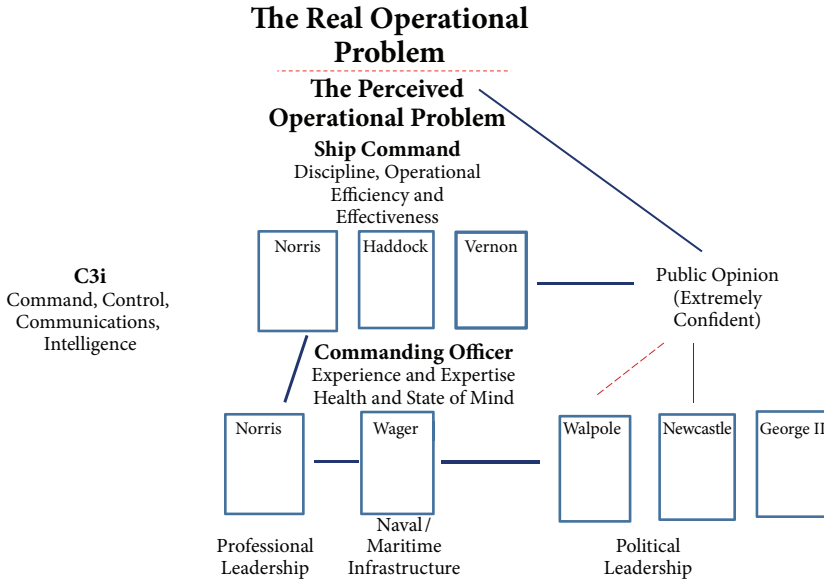 The Real Operational
Problem
The Perceived
Operational Problem
Ship Command
Discipline, Operational
Efficiency and
Effectiveness
Norris
Haddock
Vernon
C3i
Command, Control,
Communications,
Intelligence
Public Opinion
(Extremely
Confident)
Commanding Officer
Experience and Expertise
Health and State of Mind
Norris
Wager
Walpole
Newcastle
George II
Professional
Leadership
Naval/
Maritime
Infrastructure
Political
Leadership